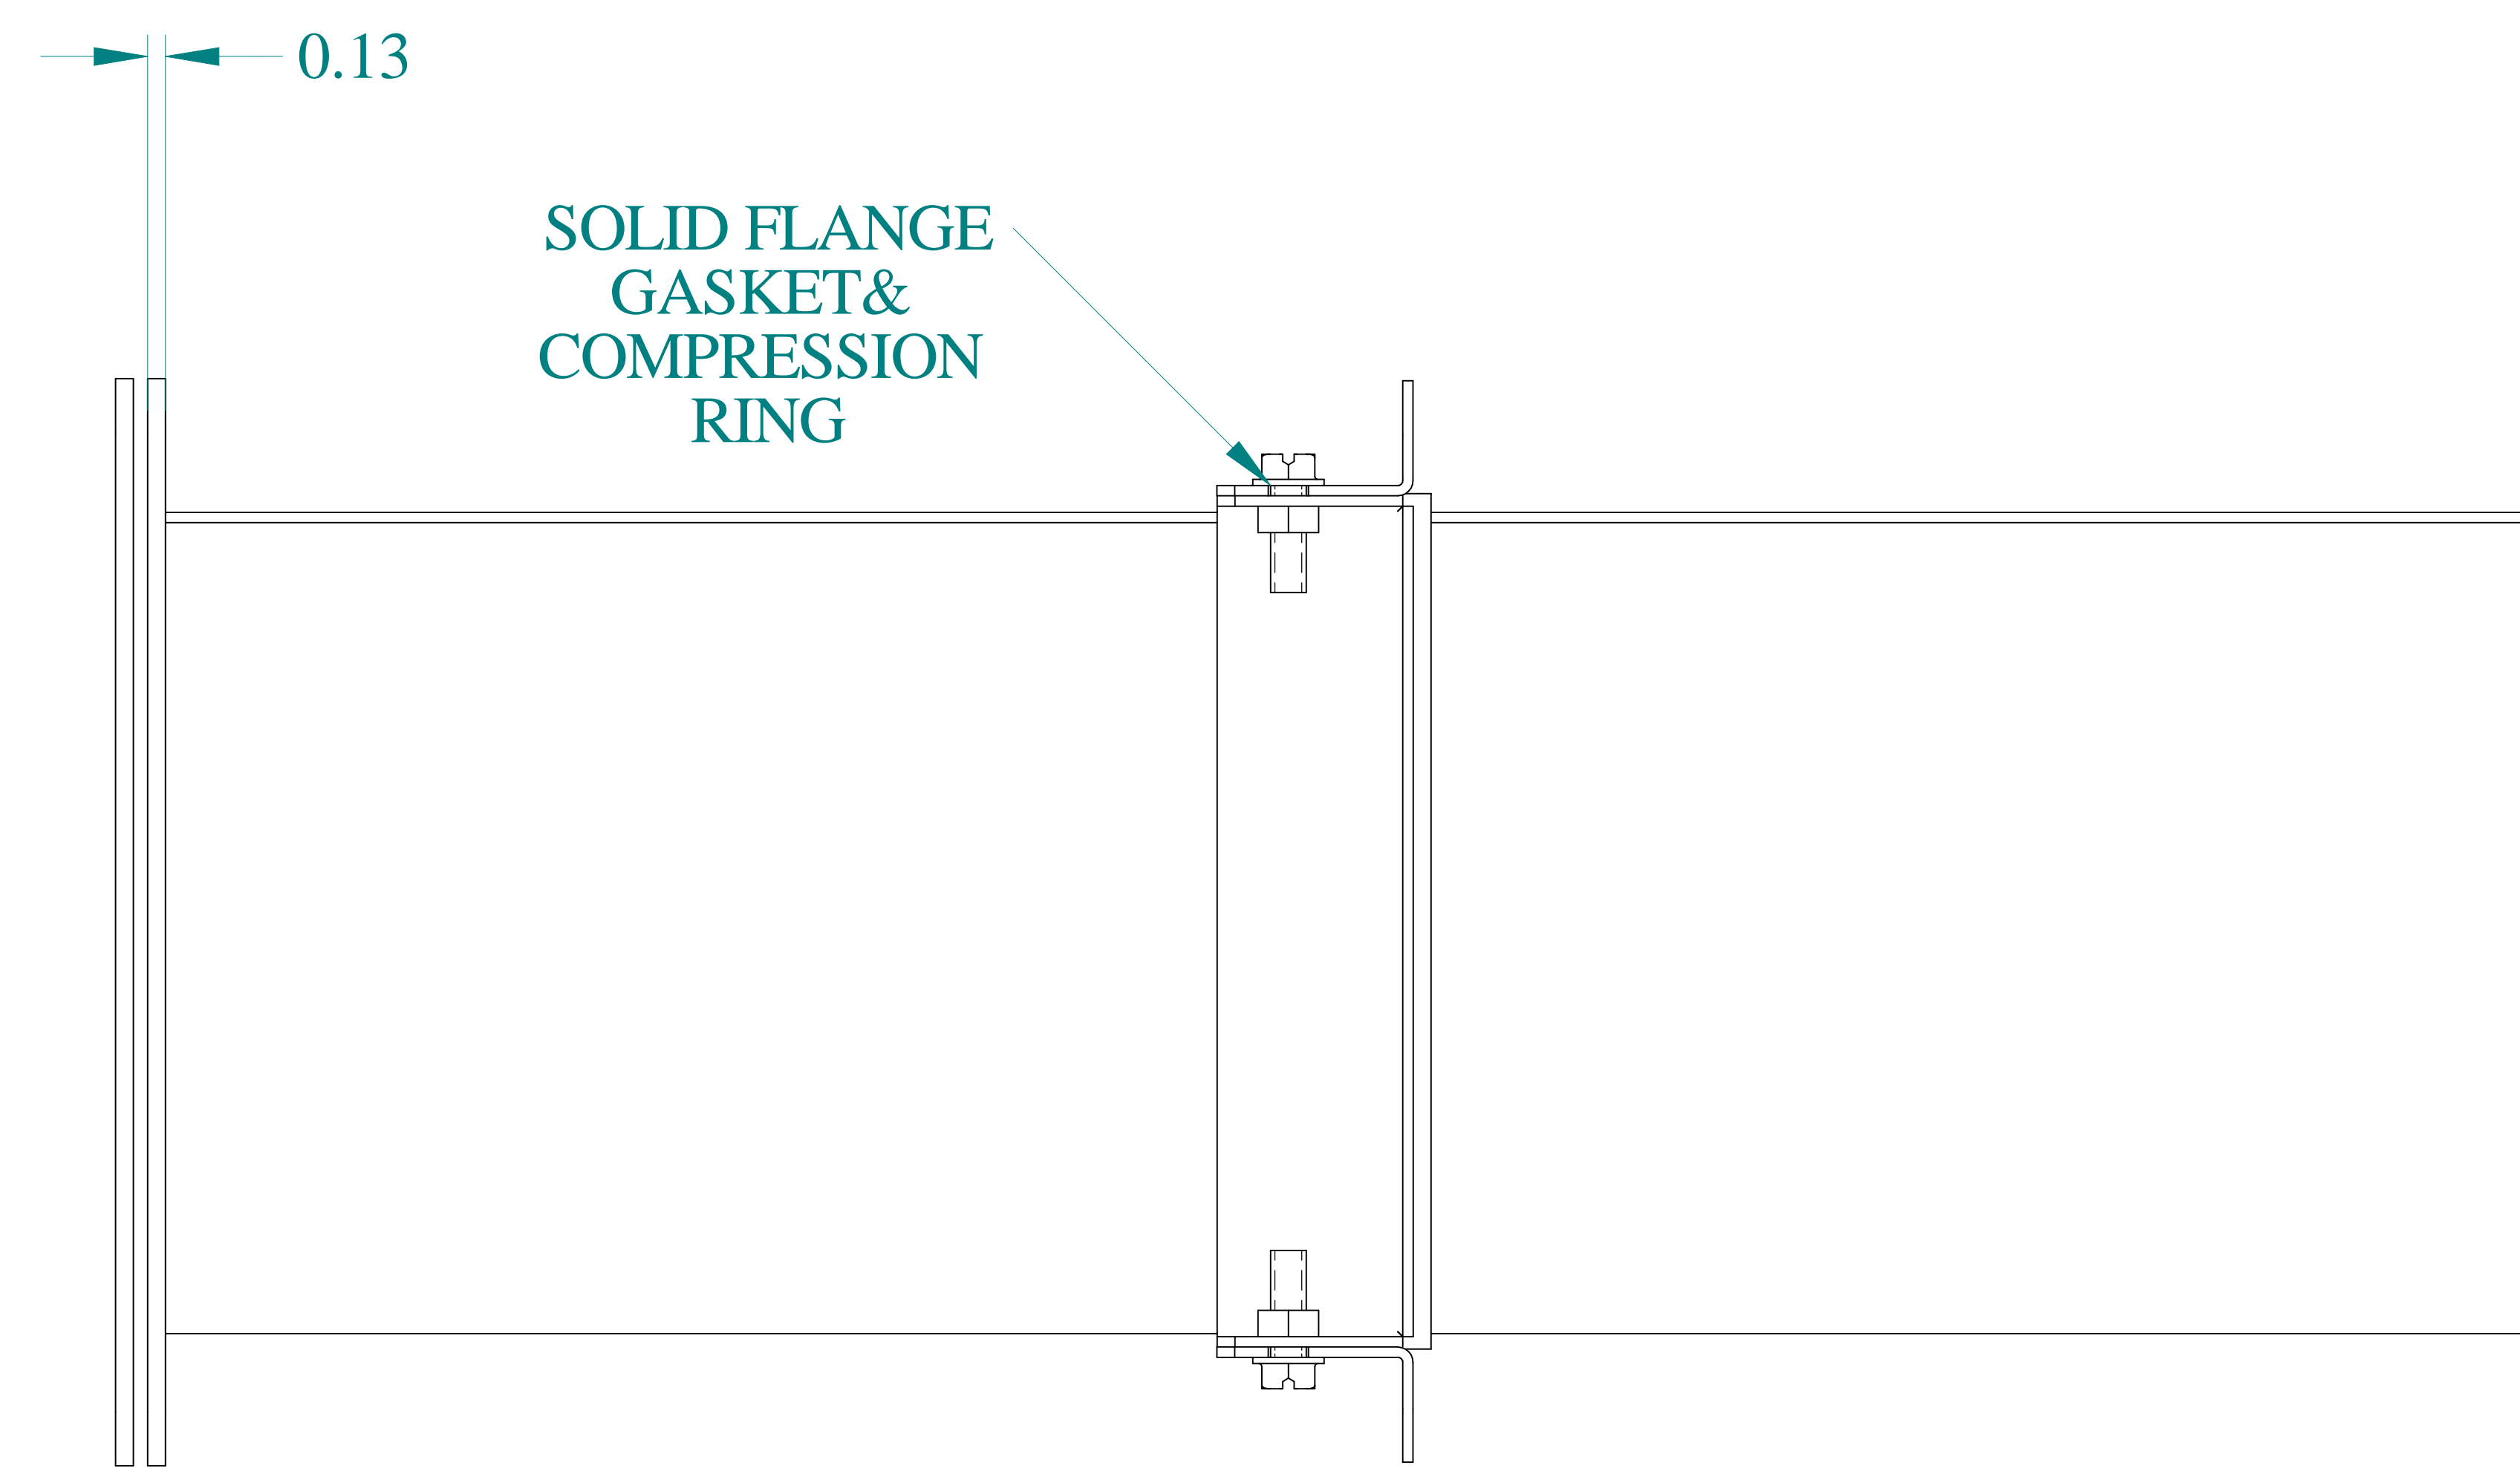 0.13
SOLID FLANGE
GASKET&
COMPRESSION
RING